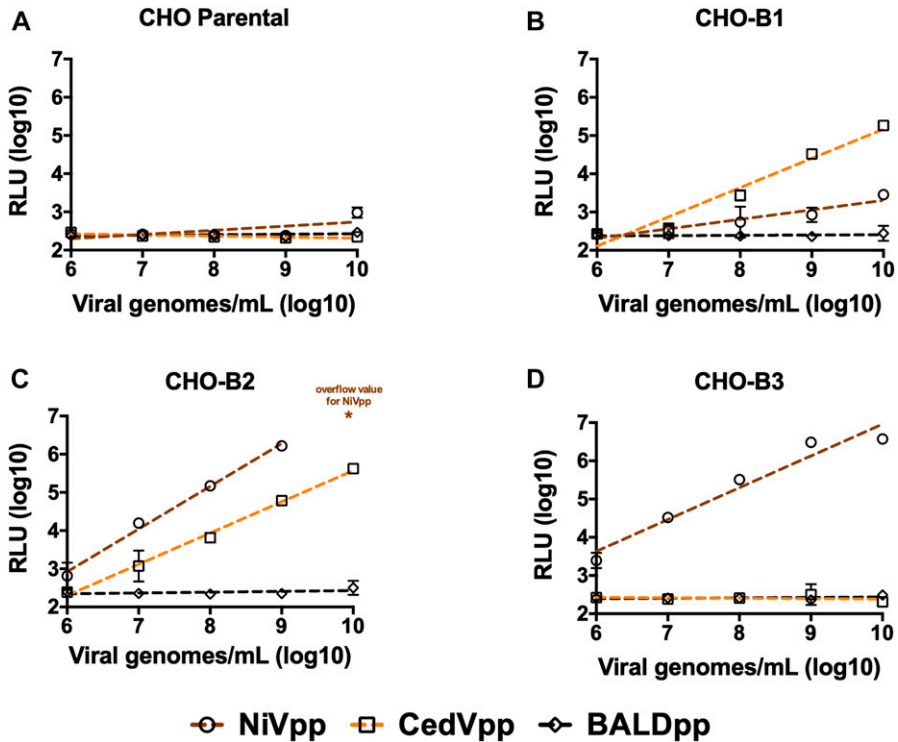 A
CHO Parental
RLU (log10)
7
6
5
4
3
2
6 7 8 9 10
Viral genomes/mL (log10)
B
CHO-B1
RLU (log10)
7
6
5
4
3
2
6 7 8 9 10
Viral genomes/mL (log10)
C
CHO-B2
overflow value
for NiVpp
*
RLU (log10)
7
6
5
4
3
2
6 7 8 9 10
Viral genomes/mL (log10)
D
CHO-B3
RLU (log10)
7
6
5
4
3
2
6 7 8 9 10
Viral genomes/mL (log10)
NiVpp CedVpp BALDpp